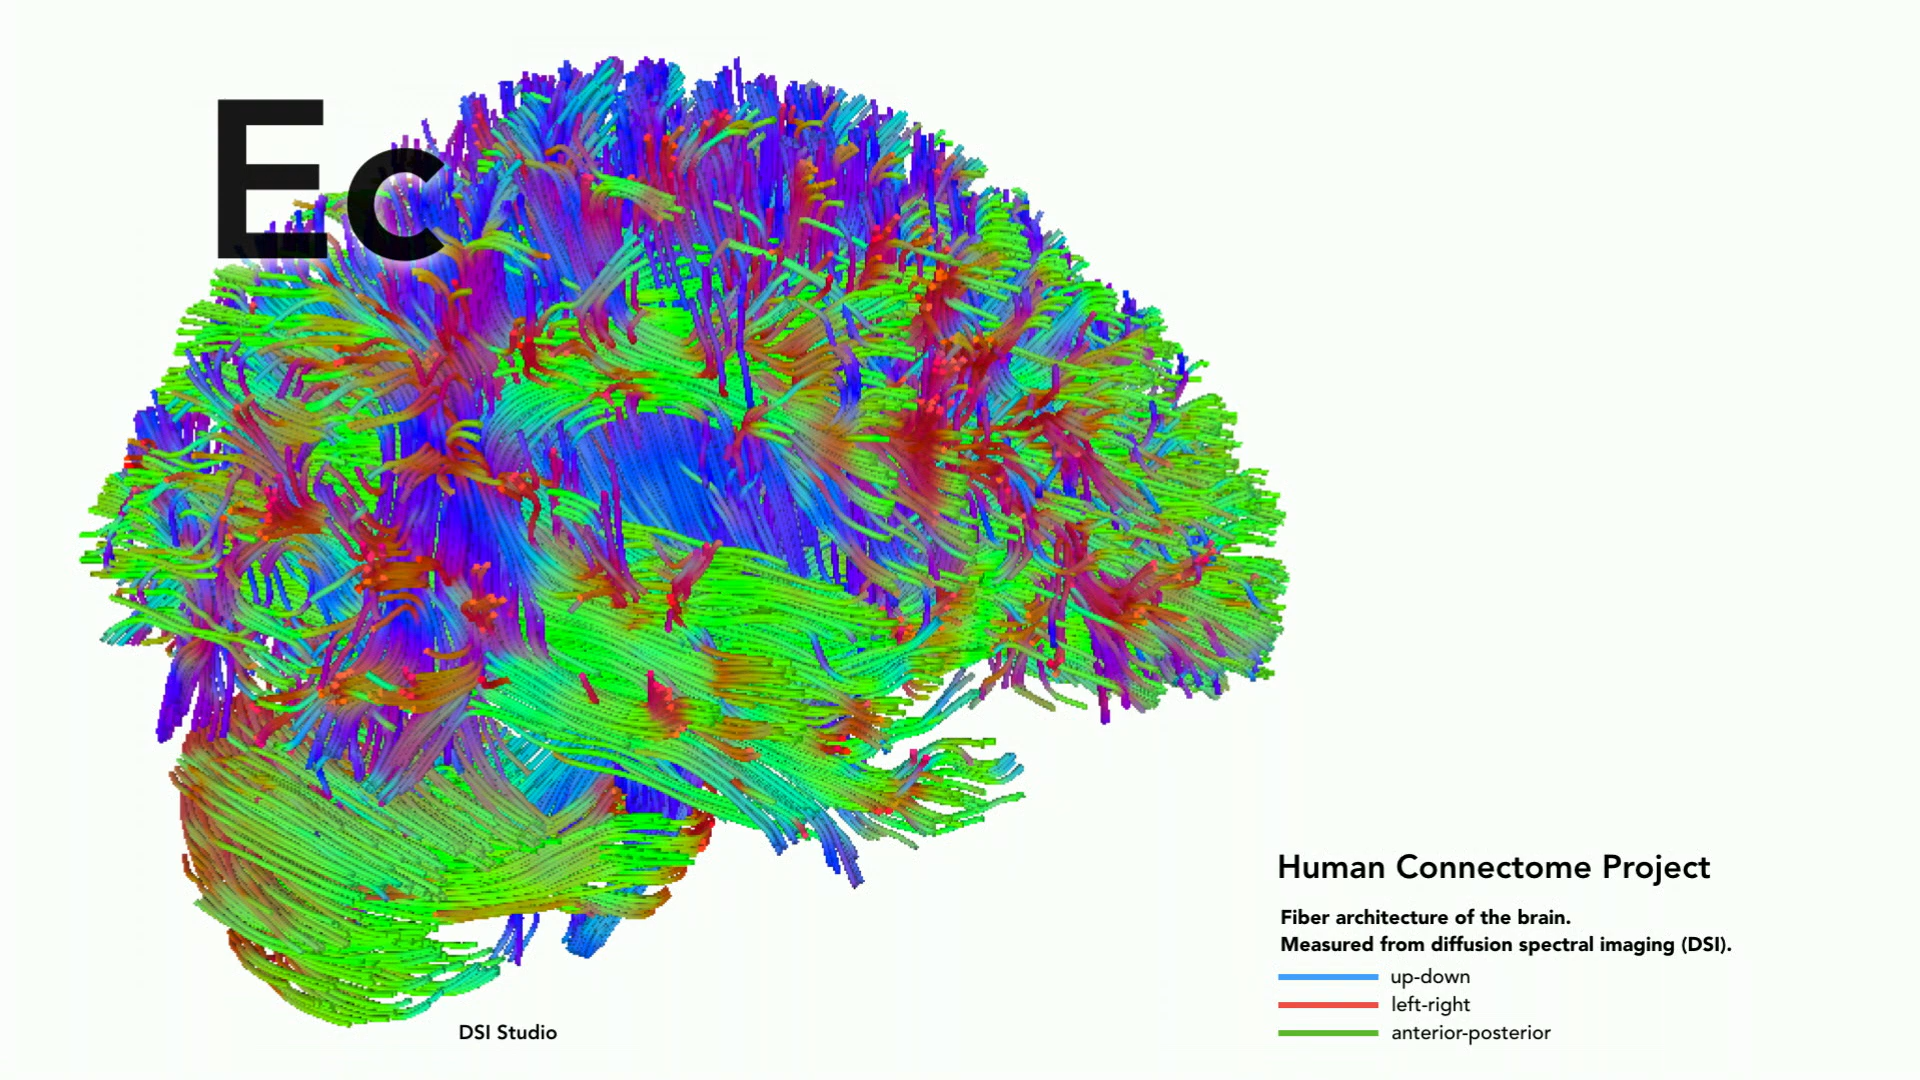 Ec
Human Connectome Project
Fiber architecture of the brain.
Measured from diffusion spectral imaging (DSI).
up-down
left-right
anterior-posterior
DSI Studio